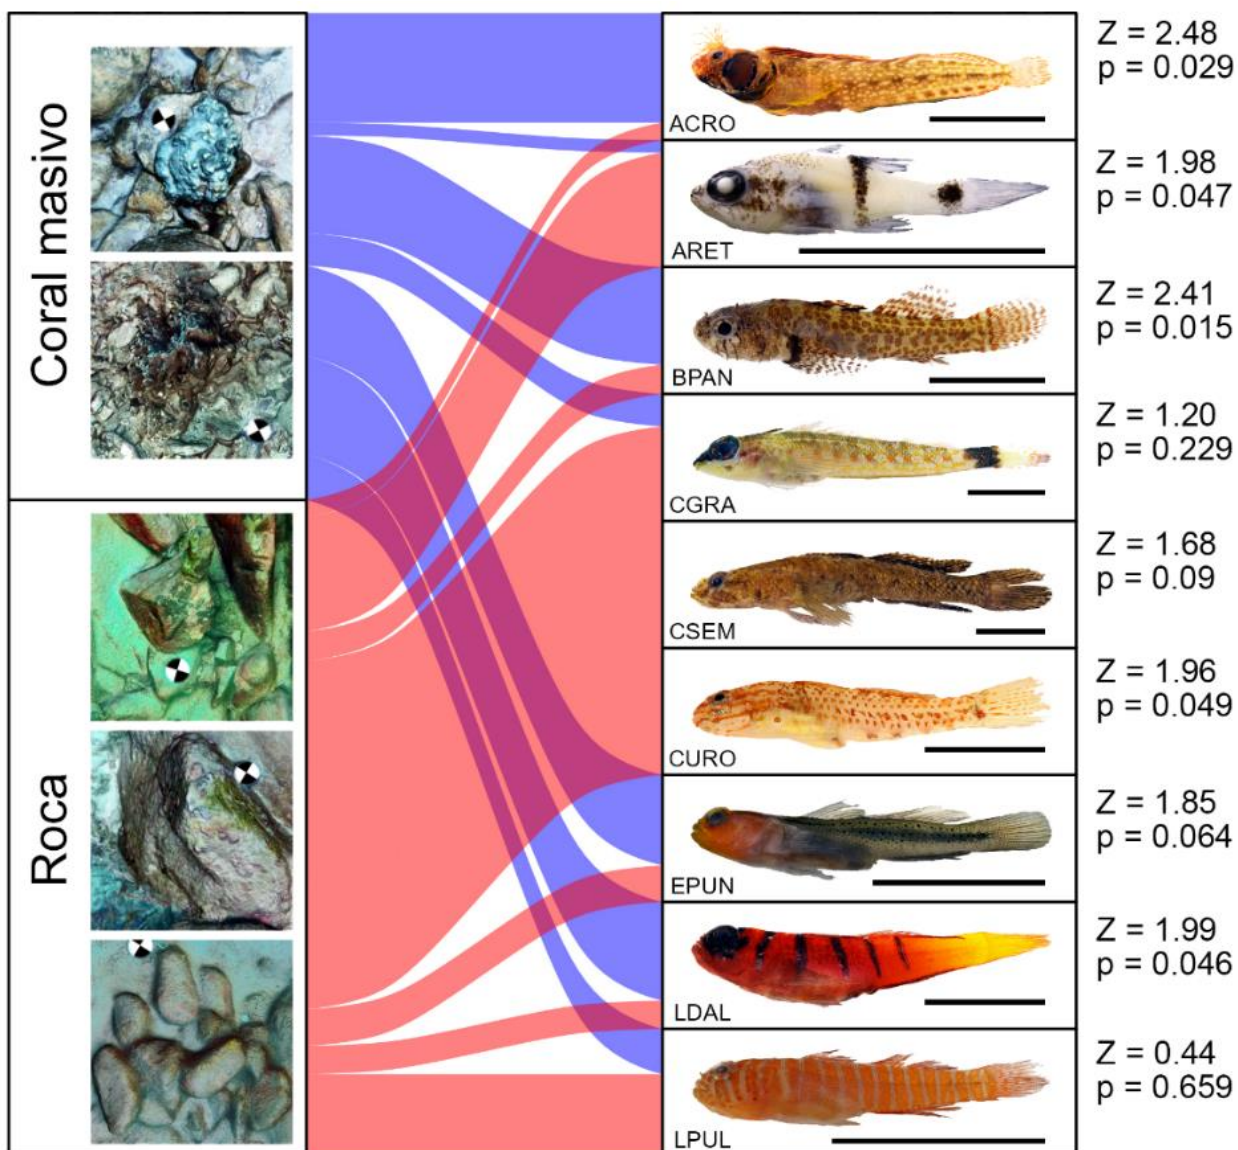 Coral masivo
Roca
ACRO
Z = 2.48
p = 0.029
ARET
Z = 1.98
p = 0.047
BPAN
Z = 2.41
p = 0.015
CGRA
Z = 1.20
p = 0.229
CSEM
Z = 1.68
p = 0.09
CURO
Z = 1.96
p = 0.049
EPUN
Z = 1.85
p = 0.064
LDAL
Z = 1.99
p = 0.046
LPUL
Z = 0.44
p = 0.659